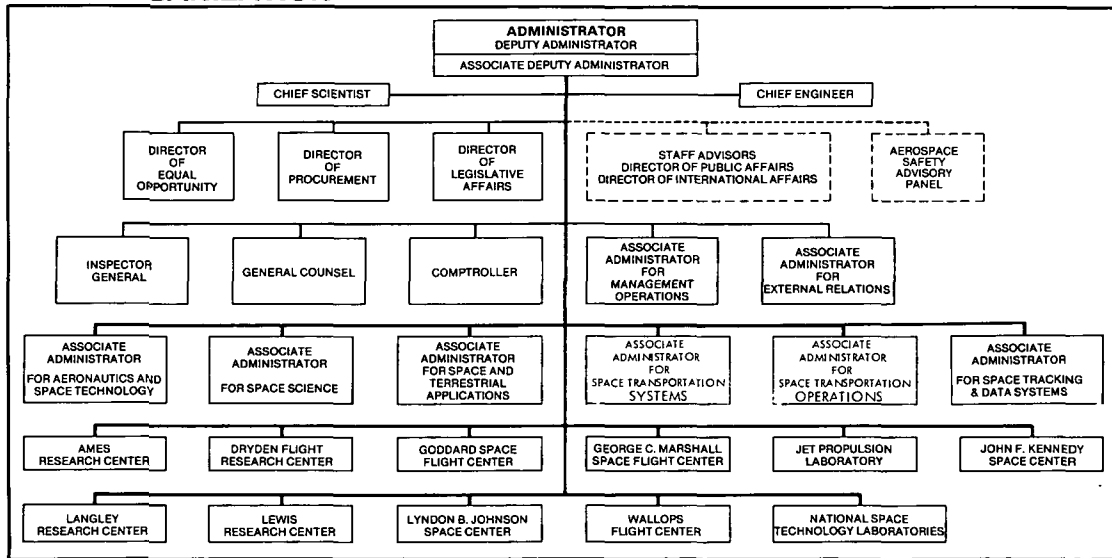 ADMINISTRATOR
DEPUTY ADMINISTRATOR
ASSOCIATE DEPUTY ADMINISTRATOR
CHIEF SCIENTIST
CHIEF ENGINEER
DIRECTOR
OF
EQUAL
OPPORTUNITY
DIRECTOR
OF
PROCUREMENT
DIRECTOR
OF
LEGISLATIVE
AFFAIRS
STAFF ADVISORS
DIRECTOR OF PUBLIC AFFAIRS
DIRECTOR OF INTERNATIONAL AFFAIRS
AEROSPACE
SAFETY
ADVISORY
PANEL
INSPECTOR
GENERAL
GENERAL COUNSEL
COMPTROLLER
ASSOCIATE
ADMINISTRATOR
FOR
MANAGEMENT
OPERATIONS
ASSOCIATE
ADMINISTRATOR
FOR
EXTERNAL RELATIONS
ASSOCIATE
ADMINISTRATOR
FOR AERONAUTICS AND
SPACE TECHNOLOGY
ASSOCIATE
ADMINISTRATOR
FOR SPACE SCIENCE
ASSOCIATE
ADMINISTRATOR
FOR SPACE AND
TERRESTRIAL
APPLICATIONS
ASSOCIATE
ADMINISTRATOR
FOR
SPACE TRANSPORTATION
SYSTEMS
ASSOCIATE
ADMINISTRATOR
FOR
SPACE TRANSPORTATION
OPERATIONS
ASSOCIATE
ADMINISTRATOR
FOR SPACE TRACKING
& DATA SYSTEMS
AMES
RESEARCH CENTER
DRYDEN FLIGHT
RESEARCH CENTER
GODDARD SPACE
FLIGHT CENTER
GEORGE C. MARSHALL
SPACE FLIGHT CENTER
JET PROPULSION
LABORATORY
JOHN F. KENNEDY
SPACE CENTER
LANGLEY
RESEARCH CENTER
LEWIS
RESEARCH CENTER
LYNDON B. JOHNSON
SPACE CENTER
WALLOPS
FLIGHT CENTER
NATIONAL SPACE
TECHNOLOGY LABORATORIES